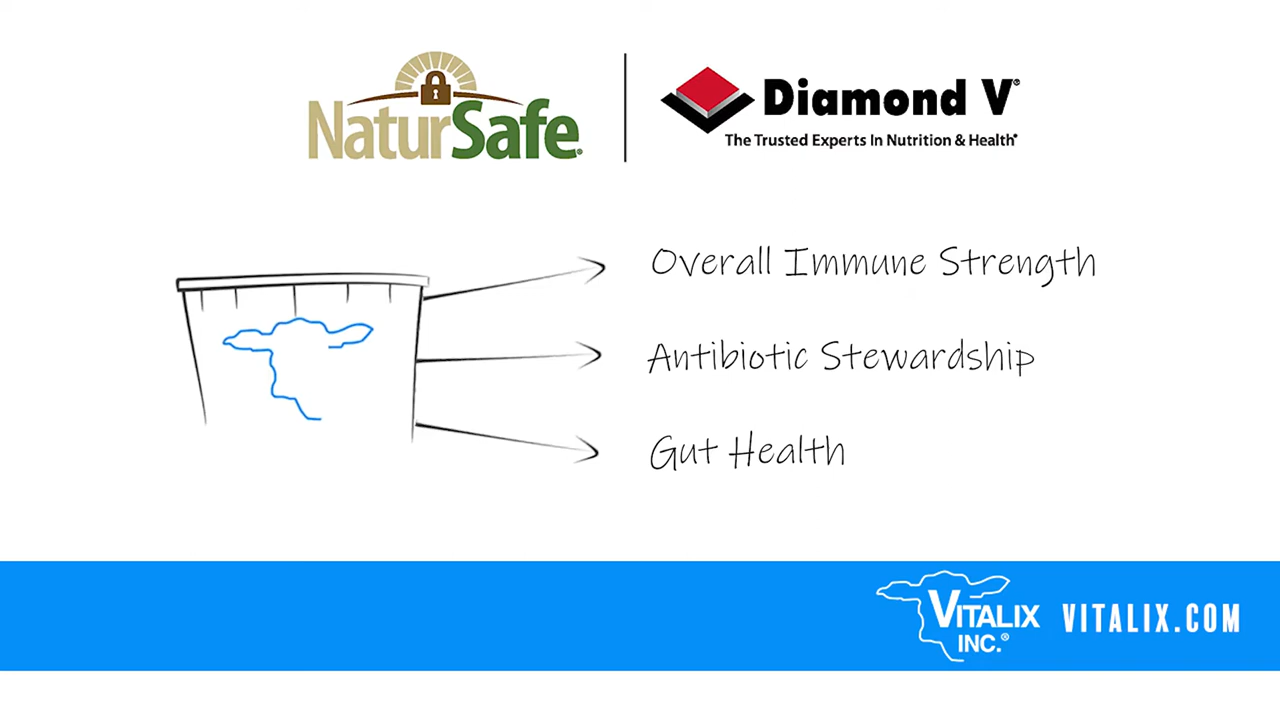 NaturSafe®
Diamond V®
The Trusted Experts In Nutrition & Health®
Overall Immune Strength
Antibiotic Stewardship
Gut Health
VITALIX INC.®
VITALIX.COM